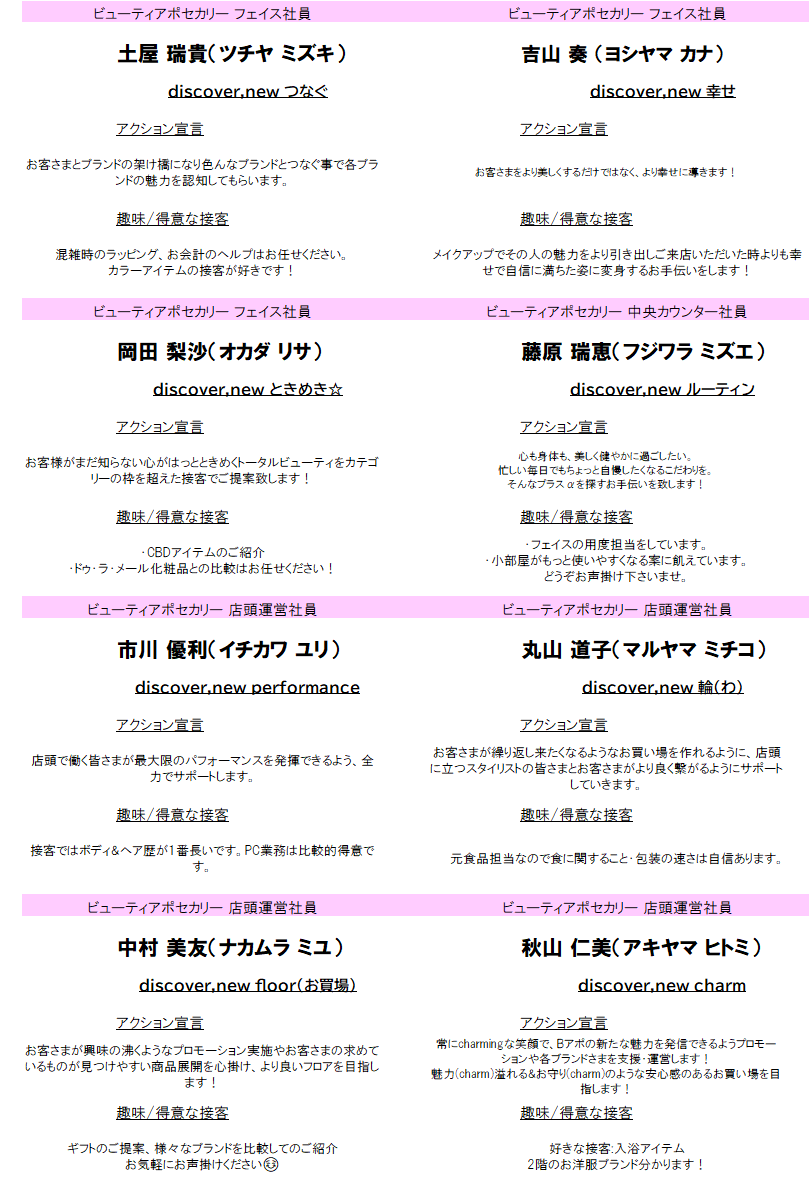 ビューティアポセカリー フェイス社員
土屋 瑞貴（ツチヤ ミズキ）
discover,new つなぐ
アクション宣言
お客さまとブランドの架け橋になり色んなブランドとつなぐ事で各ブラ
ンドの魅力を認知してもらいます。
趣味/得意な接客
混雑時のラッピング、お会計のヘルプはお任せください。
カラーアイテムの接客が好きです！
ビューティアポセカリー フェイス社員
吉山 奏（ヨシヤマ カナ）
discover,new 幸せ
アクション宣言
お客さまをより美しくするだけではなく、より幸せに導きます！
趣味/得意な接客
メイクアップでその人の魅力をより引き出しご来店いただいた時よりも幸
せで自信に満ちた姿に変身するお手伝いをします！
ビューティアポセカリー フェイス社員
岡田 梨沙（オカダ リサ）
discover,new ときめき☆
アクション宣言
お客様がまだ知らない心がはっとときめくトータルビューティをカテゴ
リーの枠を超えた接客でご提案致します！
趣味/得意な接客
・CBDアイテムのご紹介
・ドゥ・ラ・メール化粧品との比較はお任せください！
ビューティアポセカリー 中央カウンター社員
藤原 瑞恵（フジワラ ミズエ）
discover,new ルーティン
アクション宣言
心も身体も、美しく健やかに過ごしたい。
忙しい毎日でもちょっと自慢したくなるこだわりを。
そんなプラスαを探すお手伝いを致します！
趣味/得意な接客
・フェイスの用度担当をしています。
・小部屋がもっと使いやすくなる案に飢えています。
どうぞお声掛け下さいませ。
ビューティアポセカリー 店頭運営社員
市川 優利（イチカワ ユリ）
discover,new performance
アクション宣言
店頭で働く皆さまが最大限のパフォーマンスを発揮できるよう、全
力でサポートします。
趣味/得意な接客
接客ではボディ&ヘア歴が1番長いです。PC業務は比較的得意で
す。
ビューティアポセカリー 店頭運営社員
丸山 道子（マルヤマ ミチコ）
discover,new 輪（わ）
アクション宣言
お客さまが繰り返し来たくなるようなお買い場を作れるように、店頭
に立つスタイリストの皆さまとお客さまがより良く繋がるようにサポート
していきます。
趣味/得意な接客
元食品担当なので食に関すること・包装の速さは自信あります。
ビューティアポセカリー 店頭運営社員
中村 美友（ナカムラ ミユ）
discover,new floor（お買場）
アクション宣言
お客さまが興味の沸くようなプロモーション実施やお客さまの求めて
いるものが見つけやすい商品展開を心掛け、より良いフロアを目指し
ます！
趣味/得意な接客
ギフトのご提案、様々なブランドを比較してのご紹介
お気軽にお声掛けください
ビューティアポセカリー 店頭運営社員
秋山 仁美（アキヤマ ヒトミ）
discover,new charm
アクション宣言
常にcharmingな笑顔で、Bアポの新たな魅力を発信できるようプロモー
ションや各ブランドさまを支援・運営します！
魅力(charm)溢れる&お守り(charm)のような安心感のあるお買い場を目
指します！
趣味/得意な接客
好きな接客:入浴アイテム
2階のお洋服ブランド分かります！